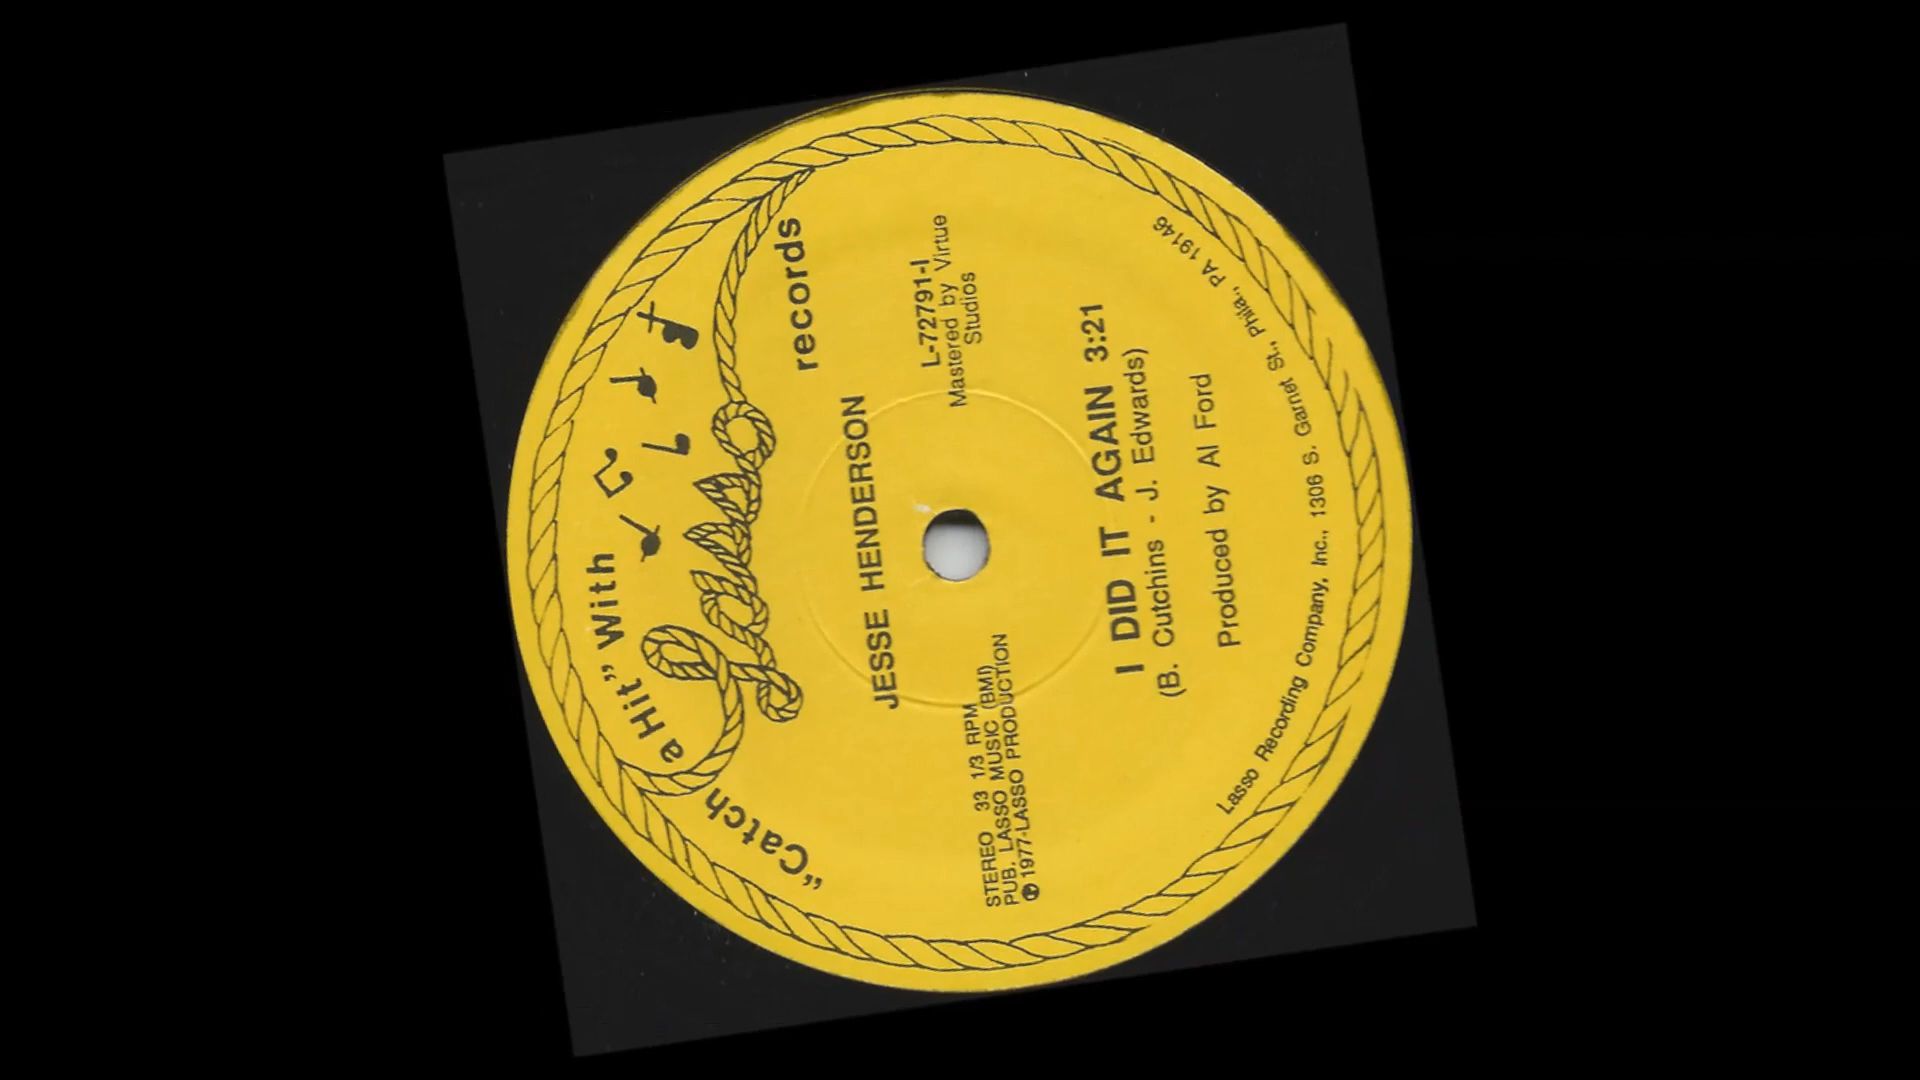 "Catch a Hit" With
Lasso
records
JESSE HENDERSON
L-72791-I
Mastered by Virtue
Studios
STEREO 33 1/3 RPM
PUB. LASSO MUSIC (BMI)
℗ 1977-LASSO PRODUCTION
I DID IT AGAIN 3:21
(B. Cutchins - J. Edwards)
Produced by Al Ford
Lasso Recording Company, Inc., 1306 S. Garnet St., Phila., PA 19146